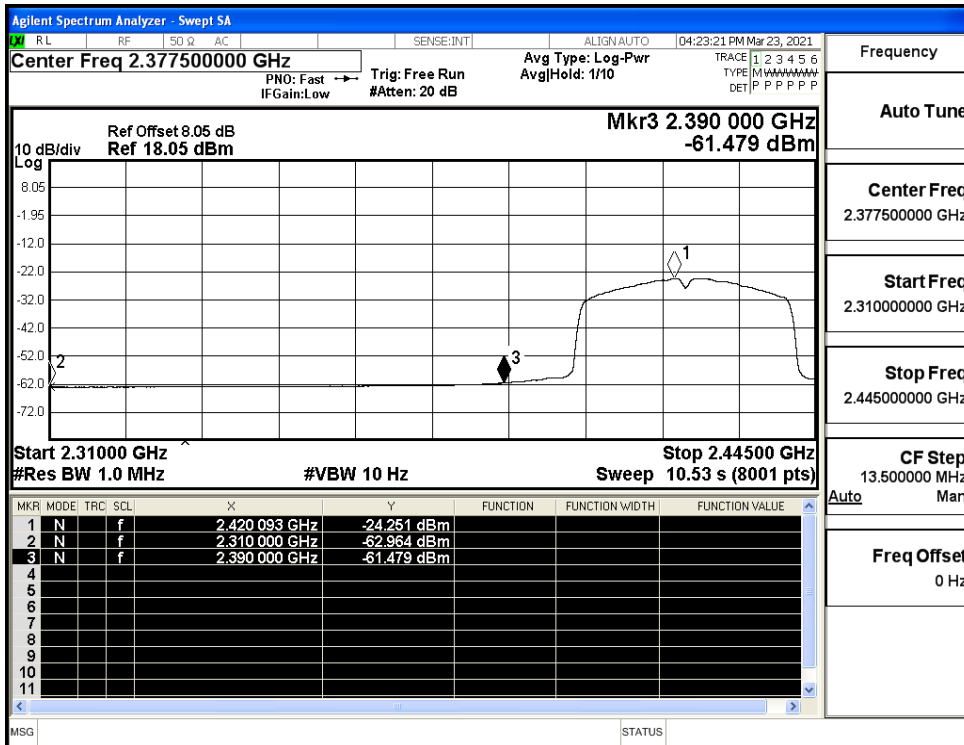 Agilent Spectrum Analyzer - Swept SA
LXI RL RF 50 Ω AC SENSE:INT ALIGN AUTO 04:23:21 PM Mar 23, 2021
Center Freq 2.377500000 GHz
PNO: Fast
IFGain:Low
Trig: Free Run
#Atten: 20 dB
Avg Type: Log-Pwr
Avg|Hold: 1/10
TRACE 1 2 3 4 5 6
TYPE M WWWWW
DET P P P P P P
Ref Offset 8.05 dB
10 dB/div Ref 18.05 dBm
Log
Mkr3 2.390 000 GHz
-61.479 dBm
8.05
-1.95
-12.0
-22.0
-32.0
-42.0
-52.0
-62.0
-72.0
1
2
3
Start 2.31000 GHz Stop 2.44500 GHz
#Res BW 1.0 MHz #VBW 10 Hz Sweep 10.53 s (8001 pts)
MKR MODE TRC SCL X Y FUNCTION FUNCTION WIDTH FUNCTION VALUE
1 N f 2.420 093 GHz -24.251 dBm
2 N f 2.310 000 GHz -62.964 dBm
3 N f 2.390 000 GHz -61.479 dBm
4
5
6
7
8
9
10
11
MSG STATUS
Frequency
Auto Tune
Center Freq
2.377500000 GHz
Start Freq
2.310000000 GHz
Stop Freq
2.445000000 GHz
CF Step
13.500000 MHz
Auto Man
Freq Offset
0 Hz